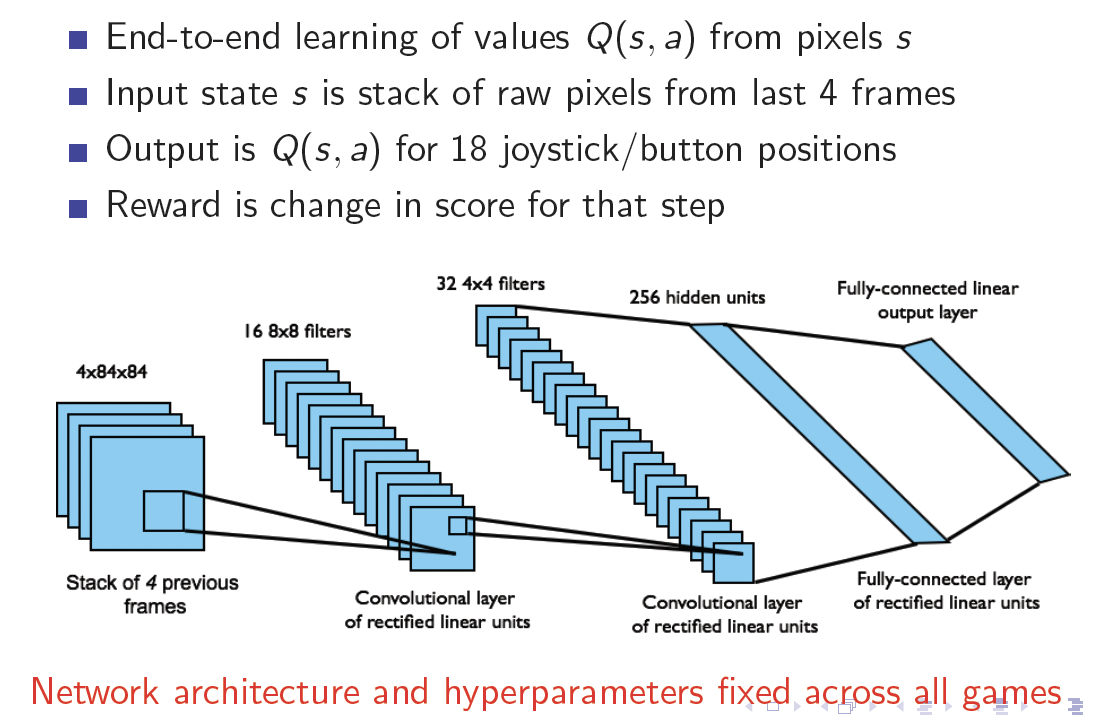 End-to-end learning of values Q(s, a) from pixels s
Input state s is stack of raw pixels from last 4 frames
Output is Q(s, a) for 18 joystick/button positions
Reward is change in score for that step
32 4x4 filters
256 hidden units
Fully-connected linear
output layer
16 8x8 filters
4x84x84
Stack of 4 previous
frames
Convolutional layer
of rectified linear units
Convolutional layer
of rectified linear units
Fully-connected layer
of rectified linear units
Network architecture and hyperparameters fixed across all games